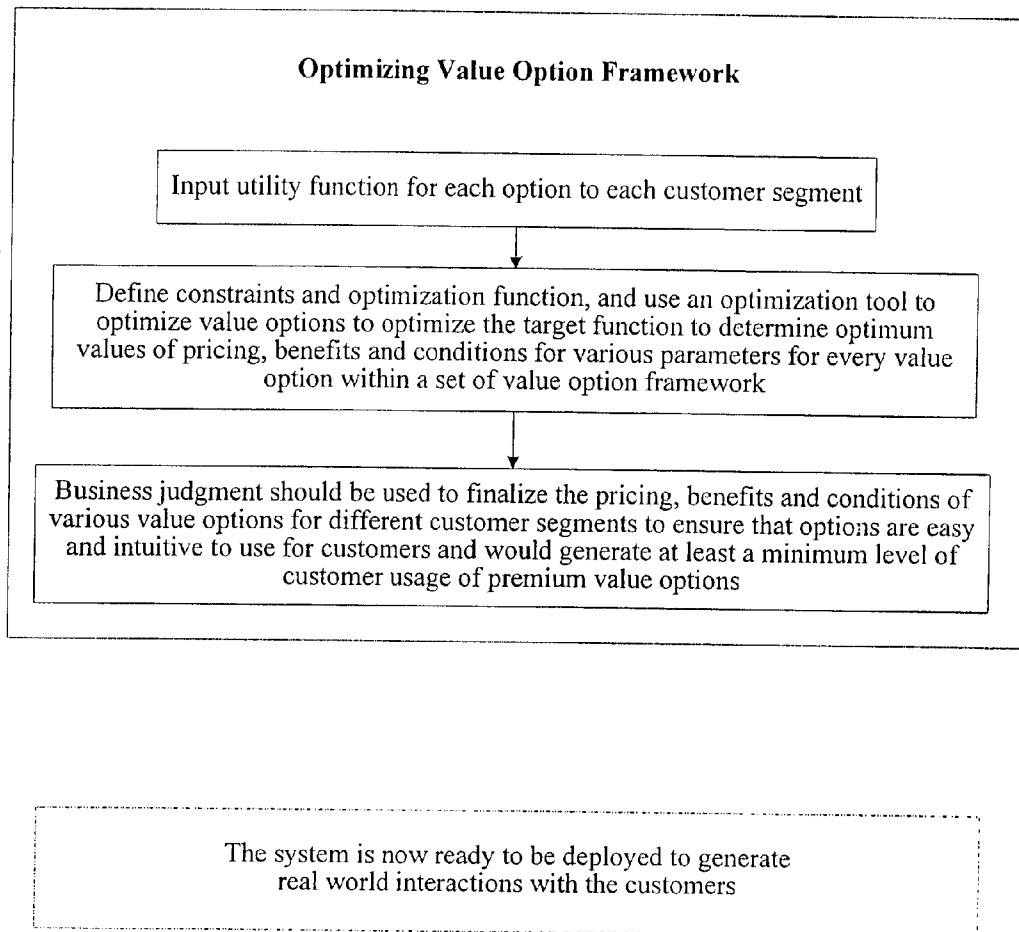 Optimizing Value Option Framework
Input utility function for each option to each customer segment
Define constraints and optimization function, and use an optimization tool to
optimize value options to optimize the target function to determine optimum
values of pricing, benefits and conditions for various parameters for every value
option within a set of value option framework
Business judgment should be used to finalize the pricing, benefits and conditions of
various value options for different customer segments to ensure that options are easy
and intuitive to use for customers and would generate at least a minimum level of
customer usage of premium value options
The system is now ready to be deployed to generate
real world interactions with the customers